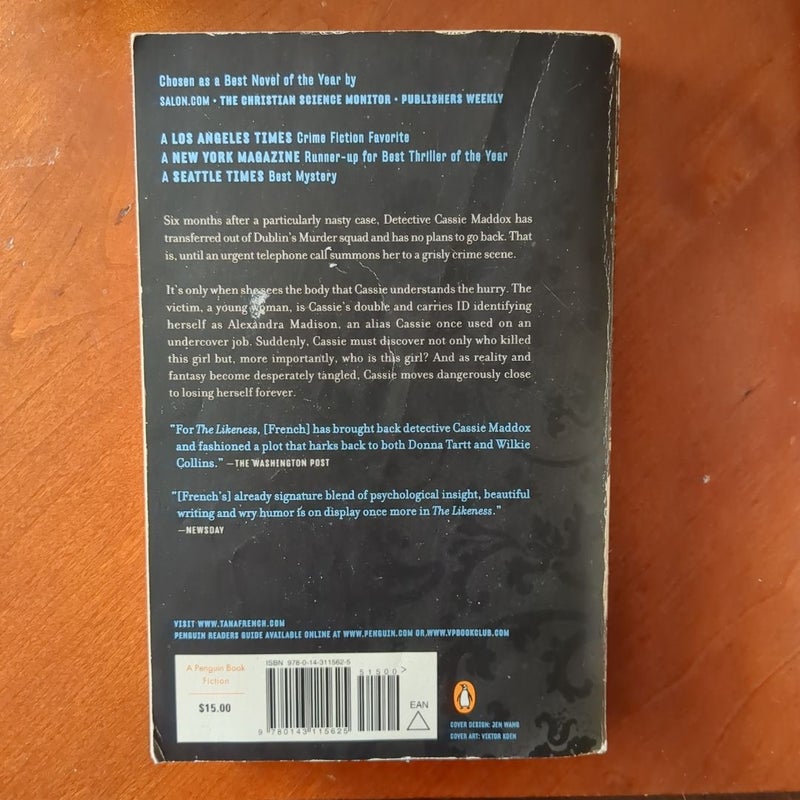 Chosen as a Best Novel of the Year by
SALON.COM • THE CHRISTIAN SCIENCE MONITOR • PUBLISHERS WEEKLY
A LOS ANGELES TIMES Crime Fiction Favorite
A NEW YORK MAGAZINE Runner-up for Best Thriller of the Year
A SEATTLE TIMES Best Mystery
Six months after a particularly nasty case, Detective Cassie Maddox has
transferred out of Dublin's Murder squad and has no plans to go back. That
is, until an urgent telephone call summons her to a grisly crime scene.
It's only when she sees the body that Cassie understands the hurry. The
victim, a young woman, is Cassie's double and carries ID identifying
herself as Alexandra Madison, an alias Cassie once used on an
undercover job. Suddenly, Cassie must discover not only who killed
this girl but, more importantly, who is this girl? And as reality and
fantasy become desperately tangled, Cassie moves dangerously close
to losing herself forever.
"For The Likeness, [French] has brought back detective Cassie Maddox
and fashioned a plot that harks back to both Donna Tartt and Wilkie
Collins." —THE WASHINGTON POST
"[French's] already signature blend of psychological insight, beautiful
writing and wry humor is on display once more in The Likeness."
—NEWSDAY
VISIT WWW.TANAFRENCH.COM
PENGUIN READERS GUIDE AVAILABLE ONLINE AT WWW.PENGUIN.COM OR WWW.VPBOOKCLUB.COM
A Penguin Book
Fiction
$15.00
ISBN 978-0-14-311562-5
51500>
EAN
9 780143 115625
COVER DESIGN: JEN WANG
COVER ART: VIKTOR KOEN